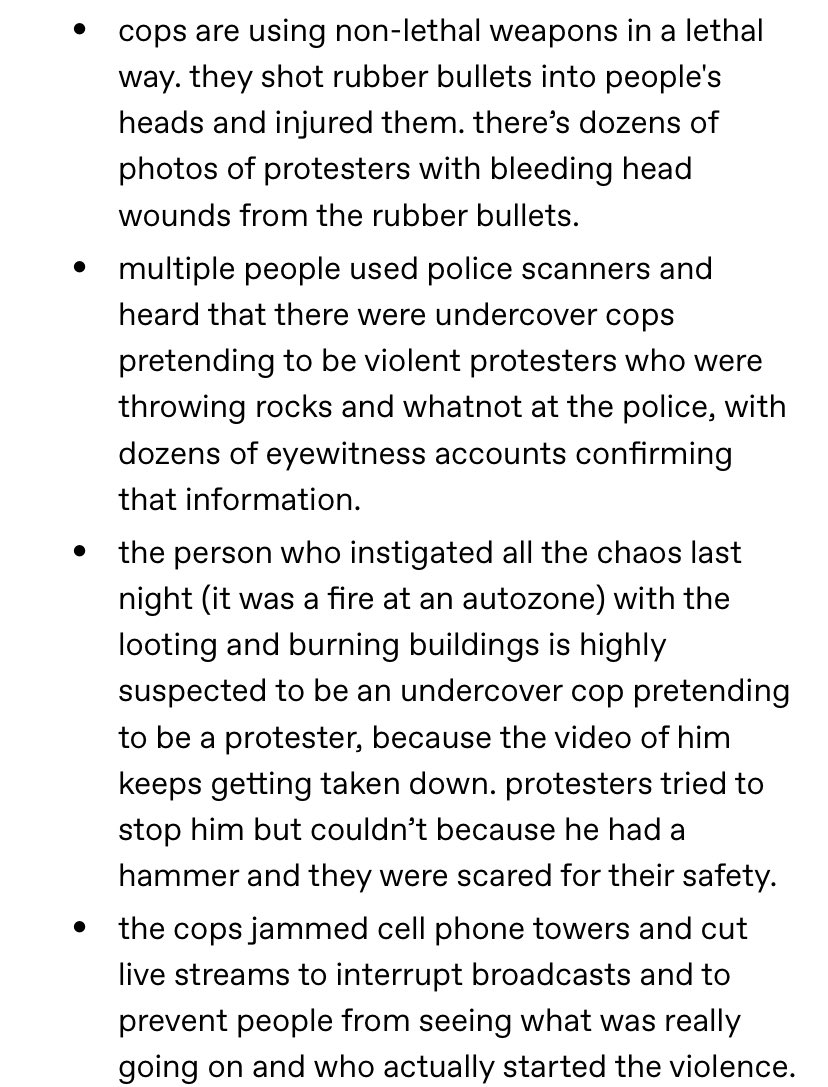 • cops are using non-lethal weapons in a lethal
way. they shot rubber bullets into people's
heads and injured them. there’s dozens of
photos of protesters with bleeding head
wounds from the rubber bullets.
• multiple people used police scanners and
heard that there were undercover cops
pretending to be violent protesters who were
throwing rocks and whatnot at the police, with
dozens of eyewitness accounts confirming
that information.
• the person who instigated all the chaos last
night (it was a fire at an autozone) with the
looting and burning buildings is highly
suspected to be an undercover cop pretending
to be a protester, because the video of him
keeps getting taken down. protesters tried to
stop him but couldn’t because he had a
hammer and they were scared for their safety.
• the cops jammed cell phone towers and cut
live streams to interrupt broadcasts and to
prevent people from seeing what was really
going on and who actually started the violence.